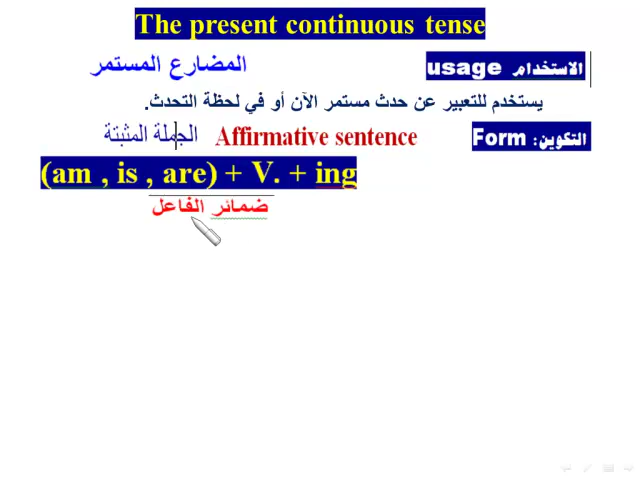 The present continuous tense
المضارع المستمر
usage الاستخدام
يستخدم للتعبير عن حدث مستمر الآن أو في لحظة التحدث.
الجملة المثبتة Affirmative sentence
Form التكوين:
(am , is , are) + V. + ing
ضمائر الفاعل